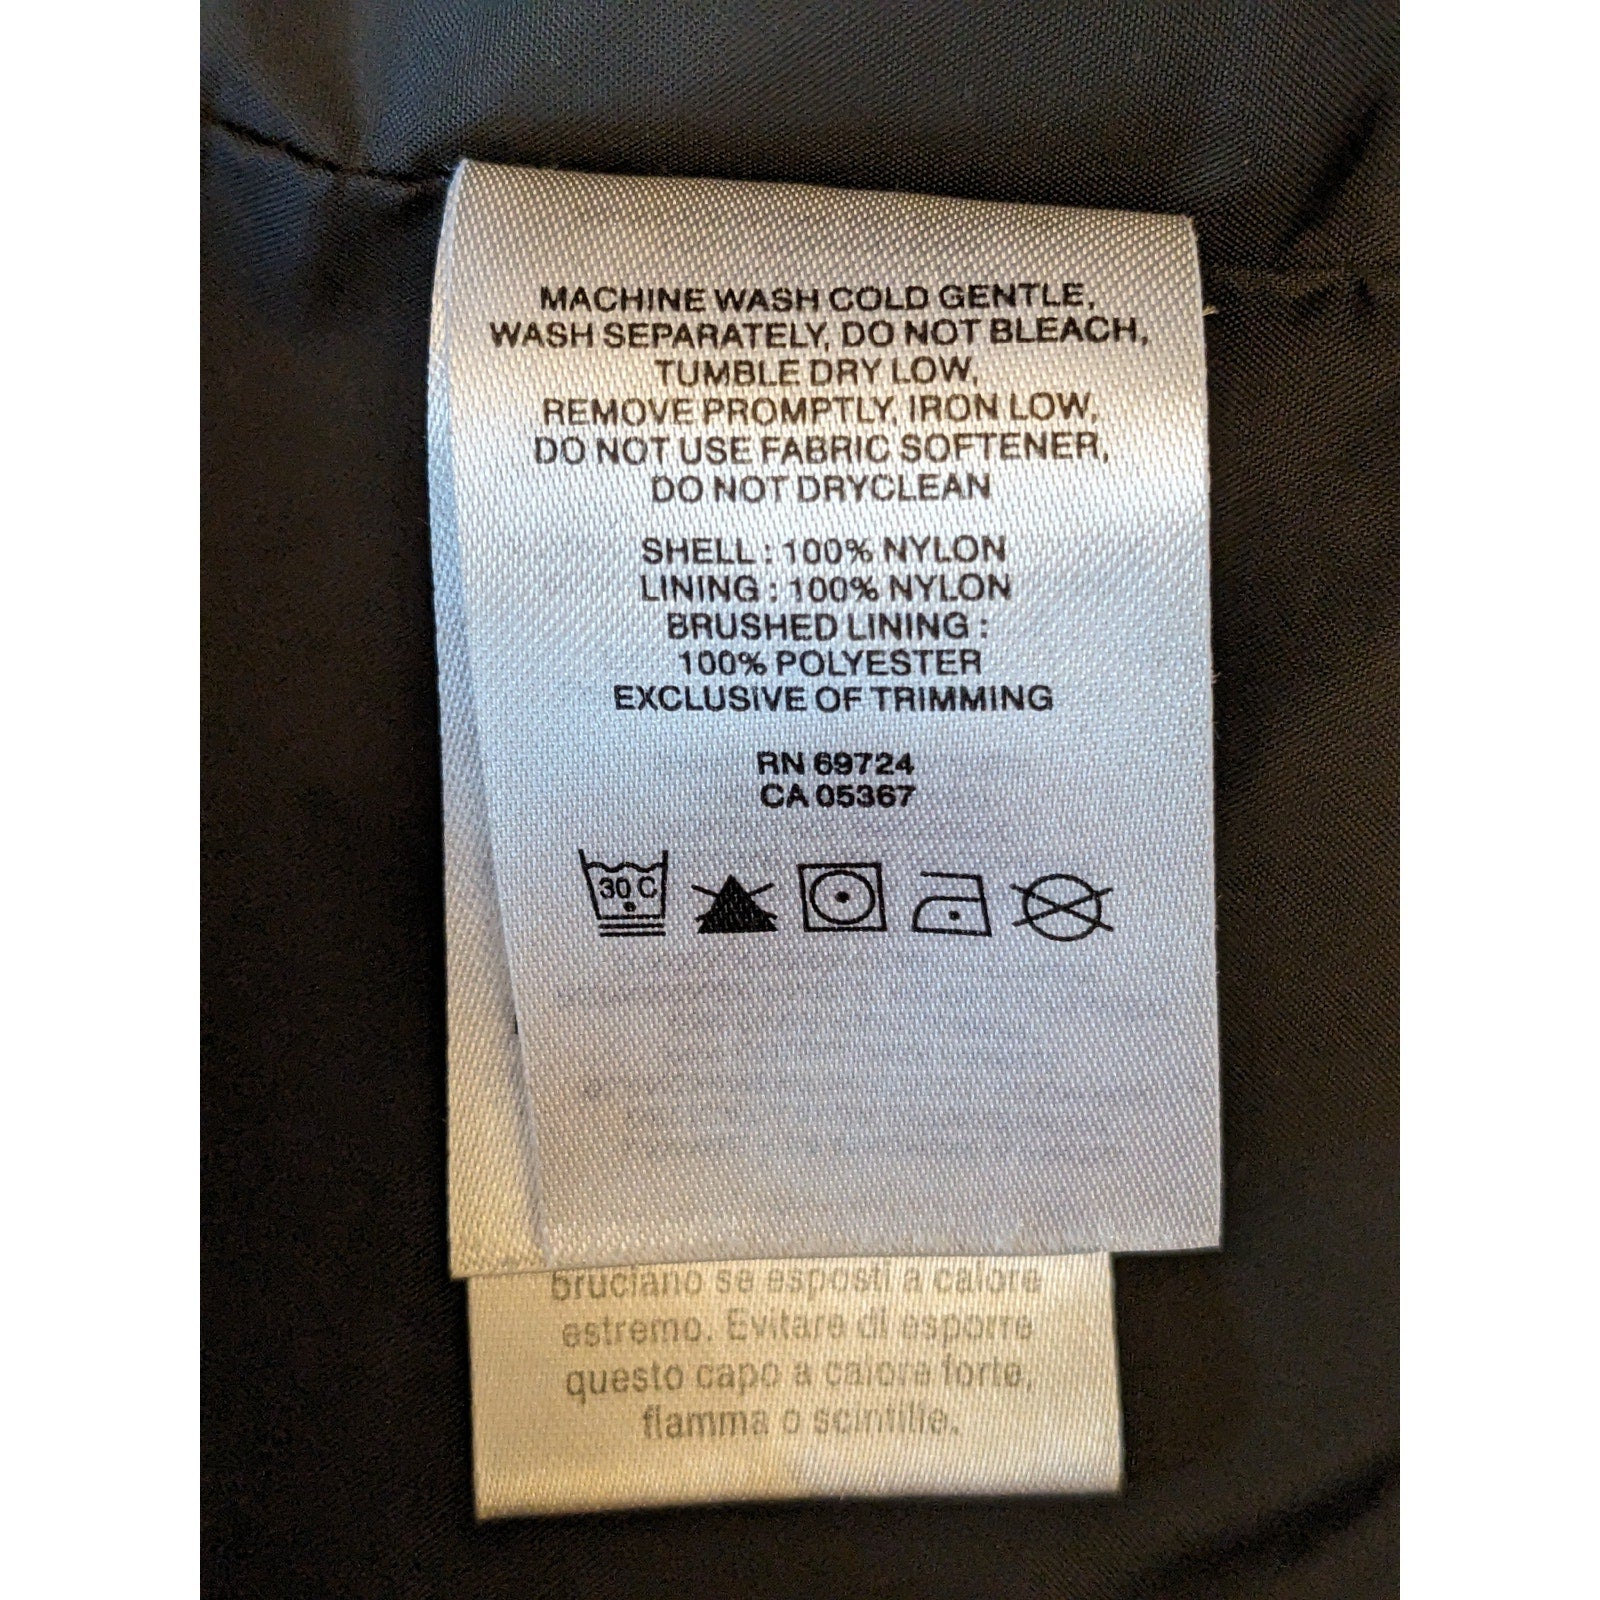 MACHINE WASH COLD GENTLE,
WASH SEPARATELY, DO NOT BLEACH,
TUMBLE DRY LOW,
REMOVE PROMPTLY, IRON LOW,
DO NOT USE FABRIC SOFTENER,
DO NOT DRYCLEAN
SHELL : 100% NYLON
LINING : 100% NYLON
BRUSHED LINING :
100% POLYESTER
EXCLUSIVE OF TRIMMING
RN 69724
CA 05367
30 C
bruciano se esposti a calore
estremo. Evitare di esporre
questo capo a calore forte,
fiamma o scintille.